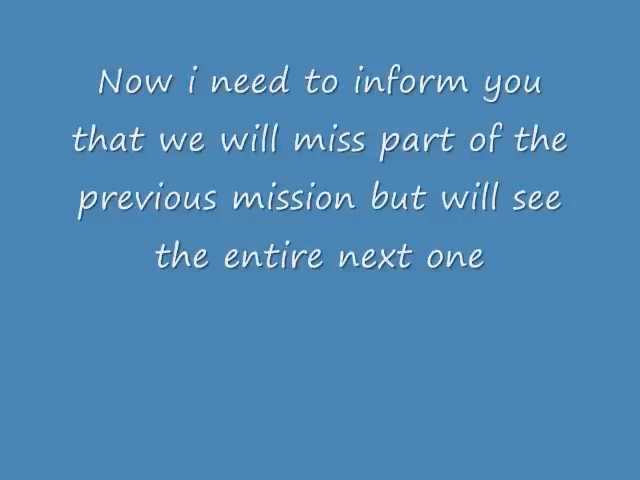 Now i need to inform you
that we will miss part of the
previous mission but will see
the entire next one